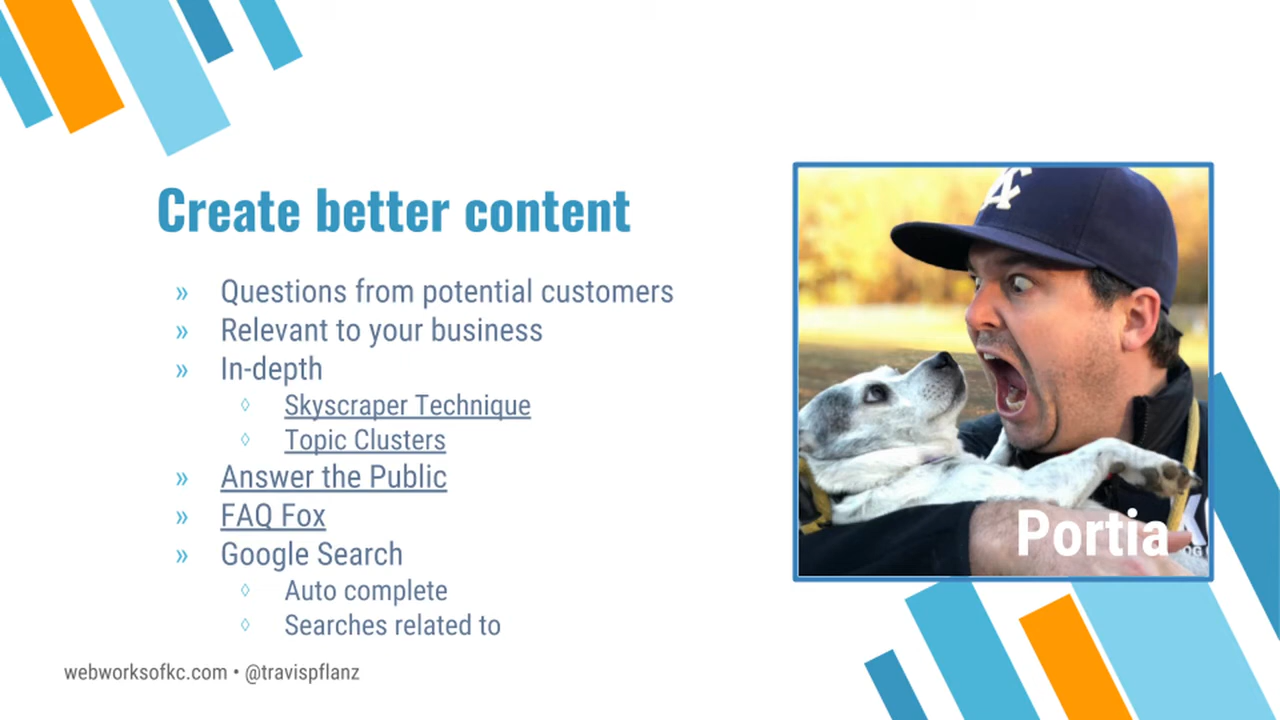 Create better content
» Questions from potential customers
» Relevant to your business
» In-depth
◊ Skyscraper Technique
◊ Topic Clusters
» Answer the Public
» FAQ Fox
» Google Search
◊ Auto complete
◊ Searches related to
Portia
webworksofkc.com • @travispflanz